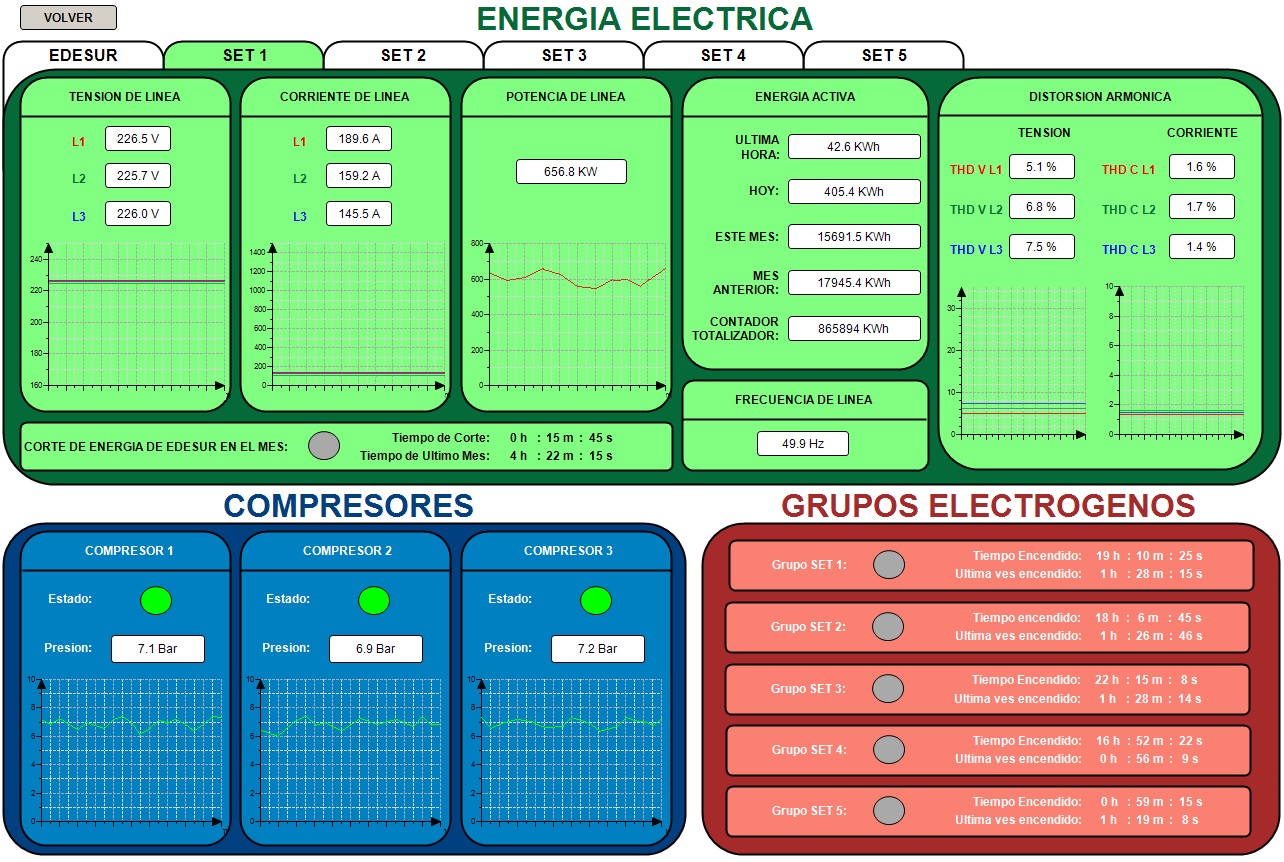 VOLVER
ENERGIA ELECTRICA
EDESUR
SET 1
SET 2
SET 3
SET 4
SET 5
TENSION DE LINEA
L1 226.5 V
L2 225.7 V
L3 226.0 V
240
220
200
180
160
CORRIENTE DE LINEA
L1 189.6 A
L2 159.2 A
L3 145.5 A
1400
1200
1000
800
600
400
200
0
POTENCIA DE LINEA
656.8 KW
800
600
400
200
0
ENERGIA ACTIVA
ULTIMA
HORA: 42.6 KWh
HOY: 405.4 KWh
ESTE MES: 15691.5 KWh
MES
ANTERIOR: 17945.4 KWh
CONTADOR
TOTALIZADOR: 865894 KWh
FRECUENCIA DE LINEA
49.9 Hz
DISTORSION ARMONICA
TENSION CORRIENTE
THD V L1 5.1 % THD C L1 1.6 %
THD V L2 6.8 % THD C L2 1.7 %
THD V L3 7.5 % THD C L3 1.4 %
30
20
10
0
10
8
6
4
2
0
CORTE DE ENERGIA DE EDESUR EN EL MES:
Tiempo de Corte: 0 h : 15 m : 45 s
Tiempo de Ultimo Mes: 4 h : 22 m : 15 s
COMPRESORES
COMPRESOR 1
Estado:
Presion: 7.1 Bar
10
8
6
4
2
0
COMPRESOR 2
Estado:
Presion: 6.9 Bar
10
8
6
4
2
0
COMPRESOR 3
Estado:
Presion: 7.2 Bar
10
8
6
4
2
0
GRUPOS ELECTROGENOS
Grupo SET 1:
Tiempo Encendido: 19 h : 10 m : 25 s
Ultima ves encendido: 1 h : 28 m : 15 s
Grupo SET 2:
Tiempo encendido: 18 h : 6 m : 45 s
Ultima ves encendido: 1 h : 26 m : 46 s
Grupo SET 3:
Tiempo Encendido: 22 h : 15 m : 8 s
Ultima ves encendido: 1 h : 28 m : 14 s
Grupo SET 4:
Tiempo Encendido: 16 h : 52 m : 22 s
Ultima ves encendido: 0 h : 56 m : 9 s
Grupo SET 5:
Tiempo Encendido: 0 h : 59 m : 15 s
Ultima ves encendido: 1 h : 19 m : 8 s